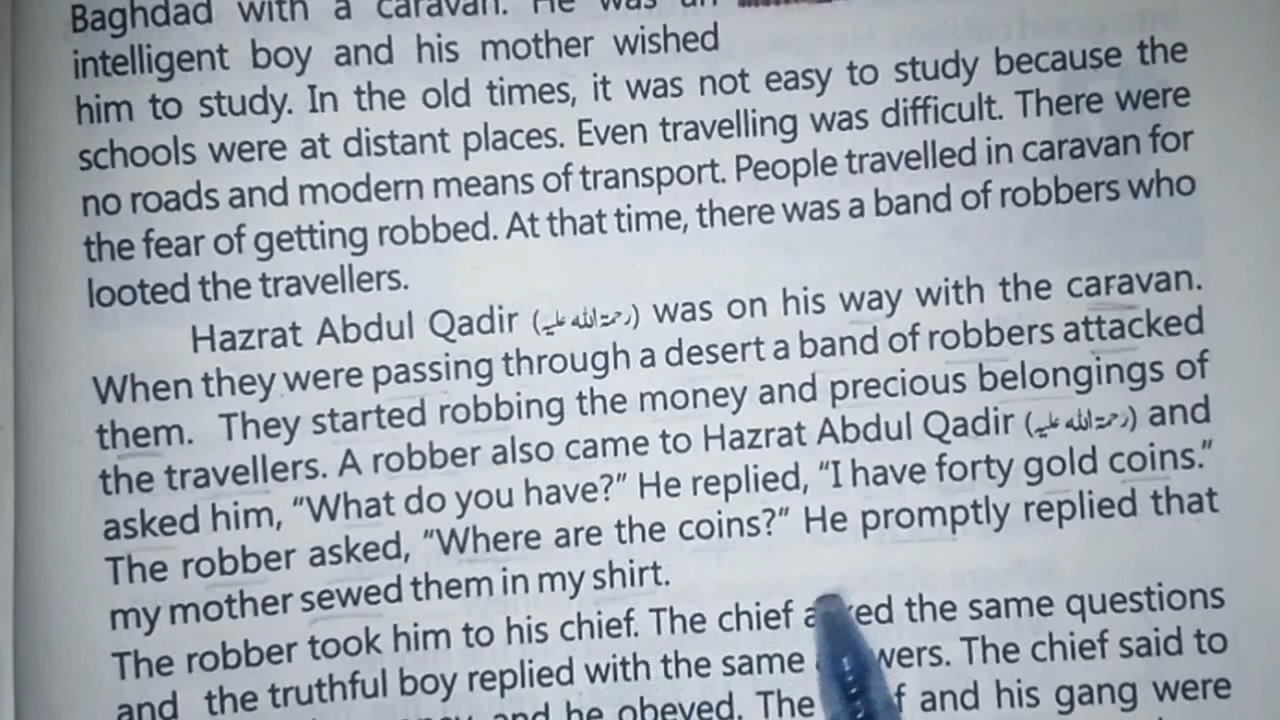 Baghdad with a caravan. He was an
intelligent boy and his mother wished
him to study. In the old times, it was not easy to study because the
schools were at distant places. Even travelling was difficult. There were
no roads and modern means of transport. People travelled in caravan for
the fear of getting robbed. At that time, there was a band of robbers who
looted the travellers.
Hazrat Abdul Qadir (رحمۃ اللہ علیہ) was on his way with the caravan.
When they were passing through a desert a band of robbers attacked
them. They started robbing the money and precious belongings of
the travellers. A robber also came to Hazrat Abdul Qadir (رحمۃ اللہ علیہ) and
asked him, “What do you have?” He replied, “I have forty gold coins.”
The robber asked, “Where are the coins?” He promptly replied that
my mother sewed them in my shirt.
The robber took him to his chief. The chief the same questions
and the truthful boy replied with the same The chief said to
and he obeyed. The and his gang were